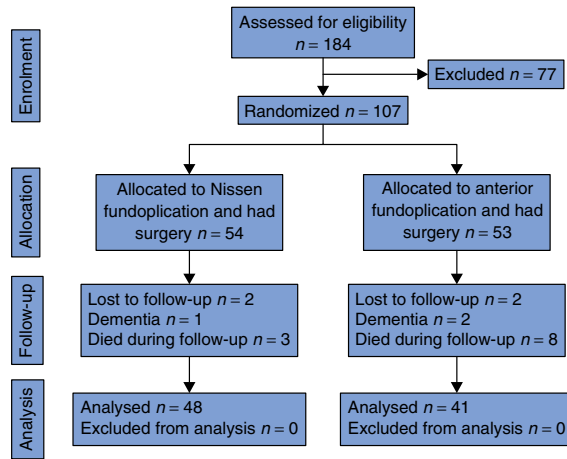 Enrolment
Assessed for eligibility
n = 184
Excluded n = 77
Randomized n = 107
Allocation
Allocated to Nissen
fundoplication and had
surgery n = 54
Allocated to anterior
fundoplication and had
surgery n = 53
Follow-up
Lost to follow-up n = 2
Dementia n = 1
Died during follow-up n = 3
Lost to follow-up n = 2
Dementia n = 2
Died during follow-up n = 8
Analysis
Analysed n = 48
Excluded from analysis n = 0
Analysed n = 41
Excluded from analysis n = 0